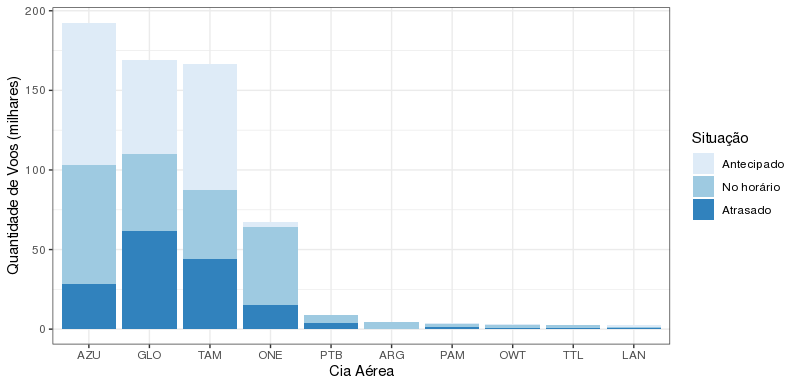 Quantidade de Voos (milhares)
200
150
100
50
0
AZU GLO TAM ONE PTB ARG PAM OWT TTL LAN
Cia Aérea
Situação
Antecipado
No horário
Atrasado